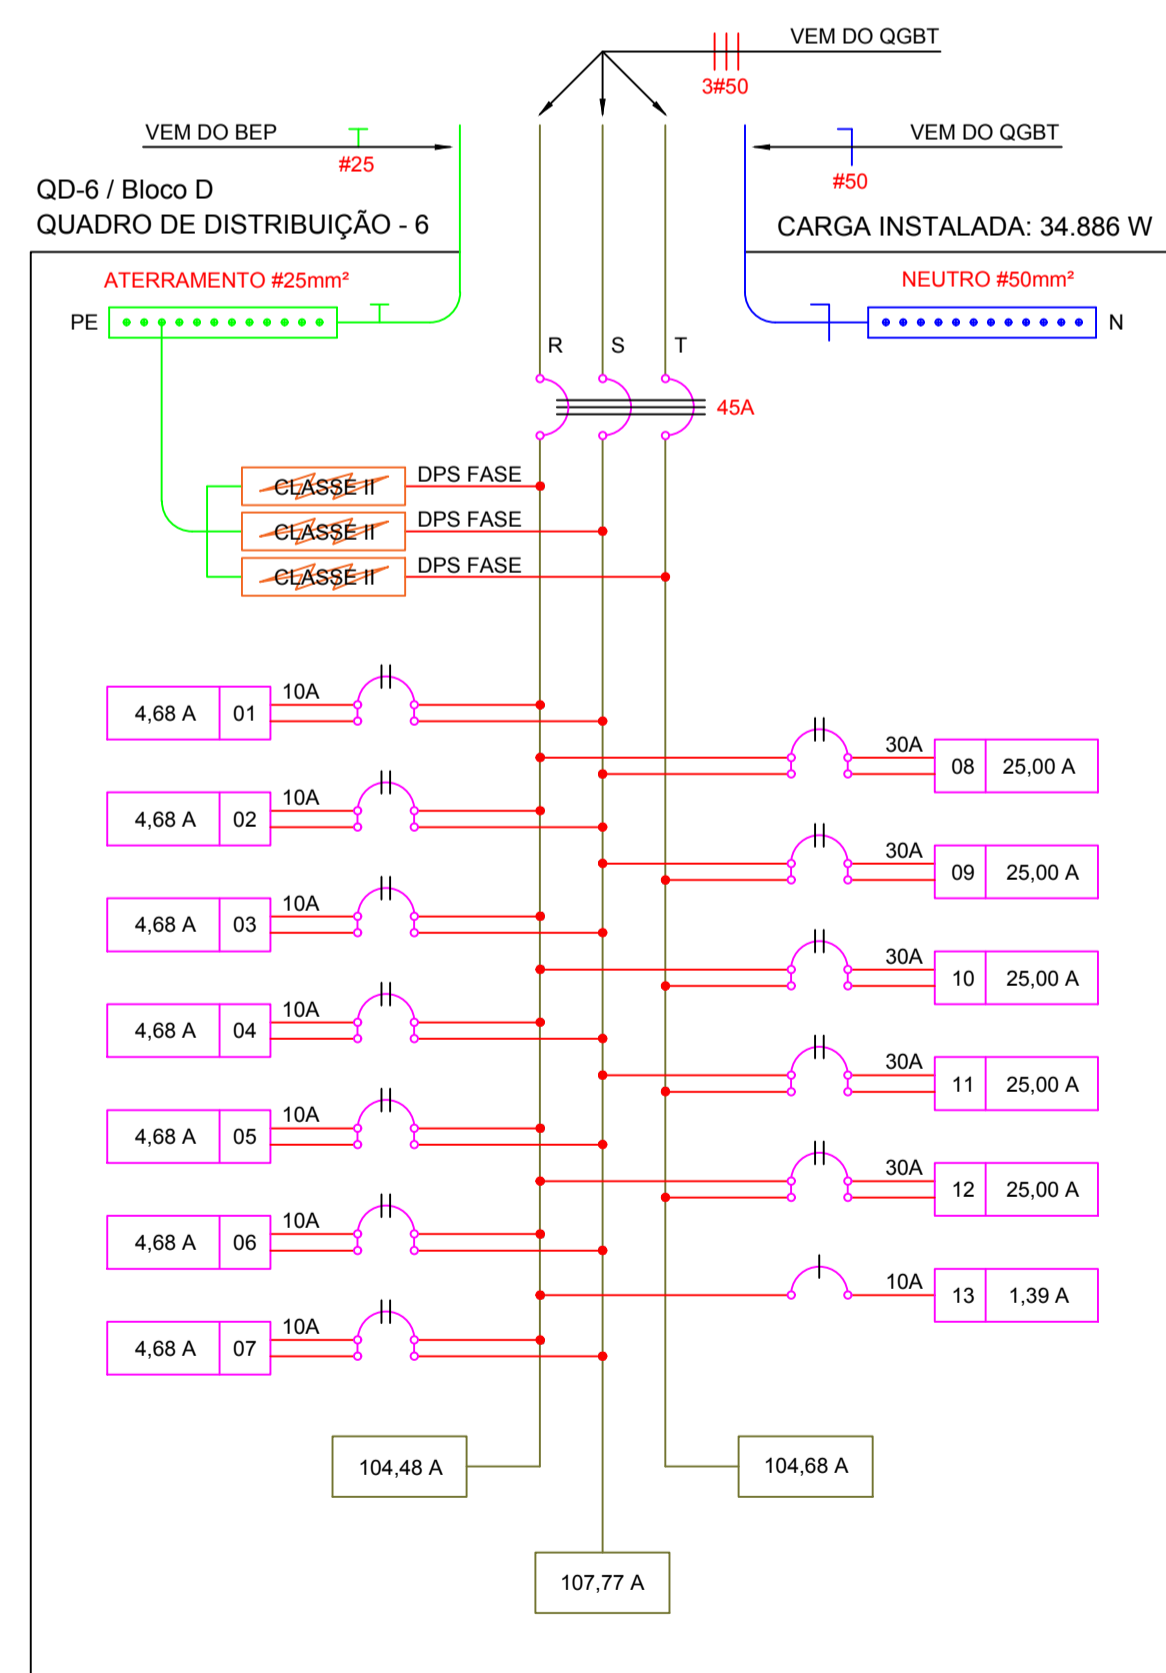 VEM DO QGBT
3#50
VEM DO BEP
#25
VEM DO QGBT
#50
QD-6 / Bloco D
QUADRO DE DISTRIBUIÇÃO - 6
CARGA INSTALADA: 34.886 W
ATERRAMENTO #25mm²
NEUTRO #50mm²
PE
N
R S T
45A
CLASSE II DPS FASE
CLASSE II DPS FASE
CLASSE II DPS FASE
4,68 A 01 10A
30A 08 25,00 A
4,68 A 02 10A
30A 09 25,00 A
4,68 A 03 10A
30A 10 25,00 A
4,68 A 04 10A
30A 11 25,00 A
4,68 A 05 10A
30A 12 25,00 A
4,68 A 06 10A
10A 13 1,39 A
4,68 A 07 10A
104,48 A
104,68 A
107,77 A